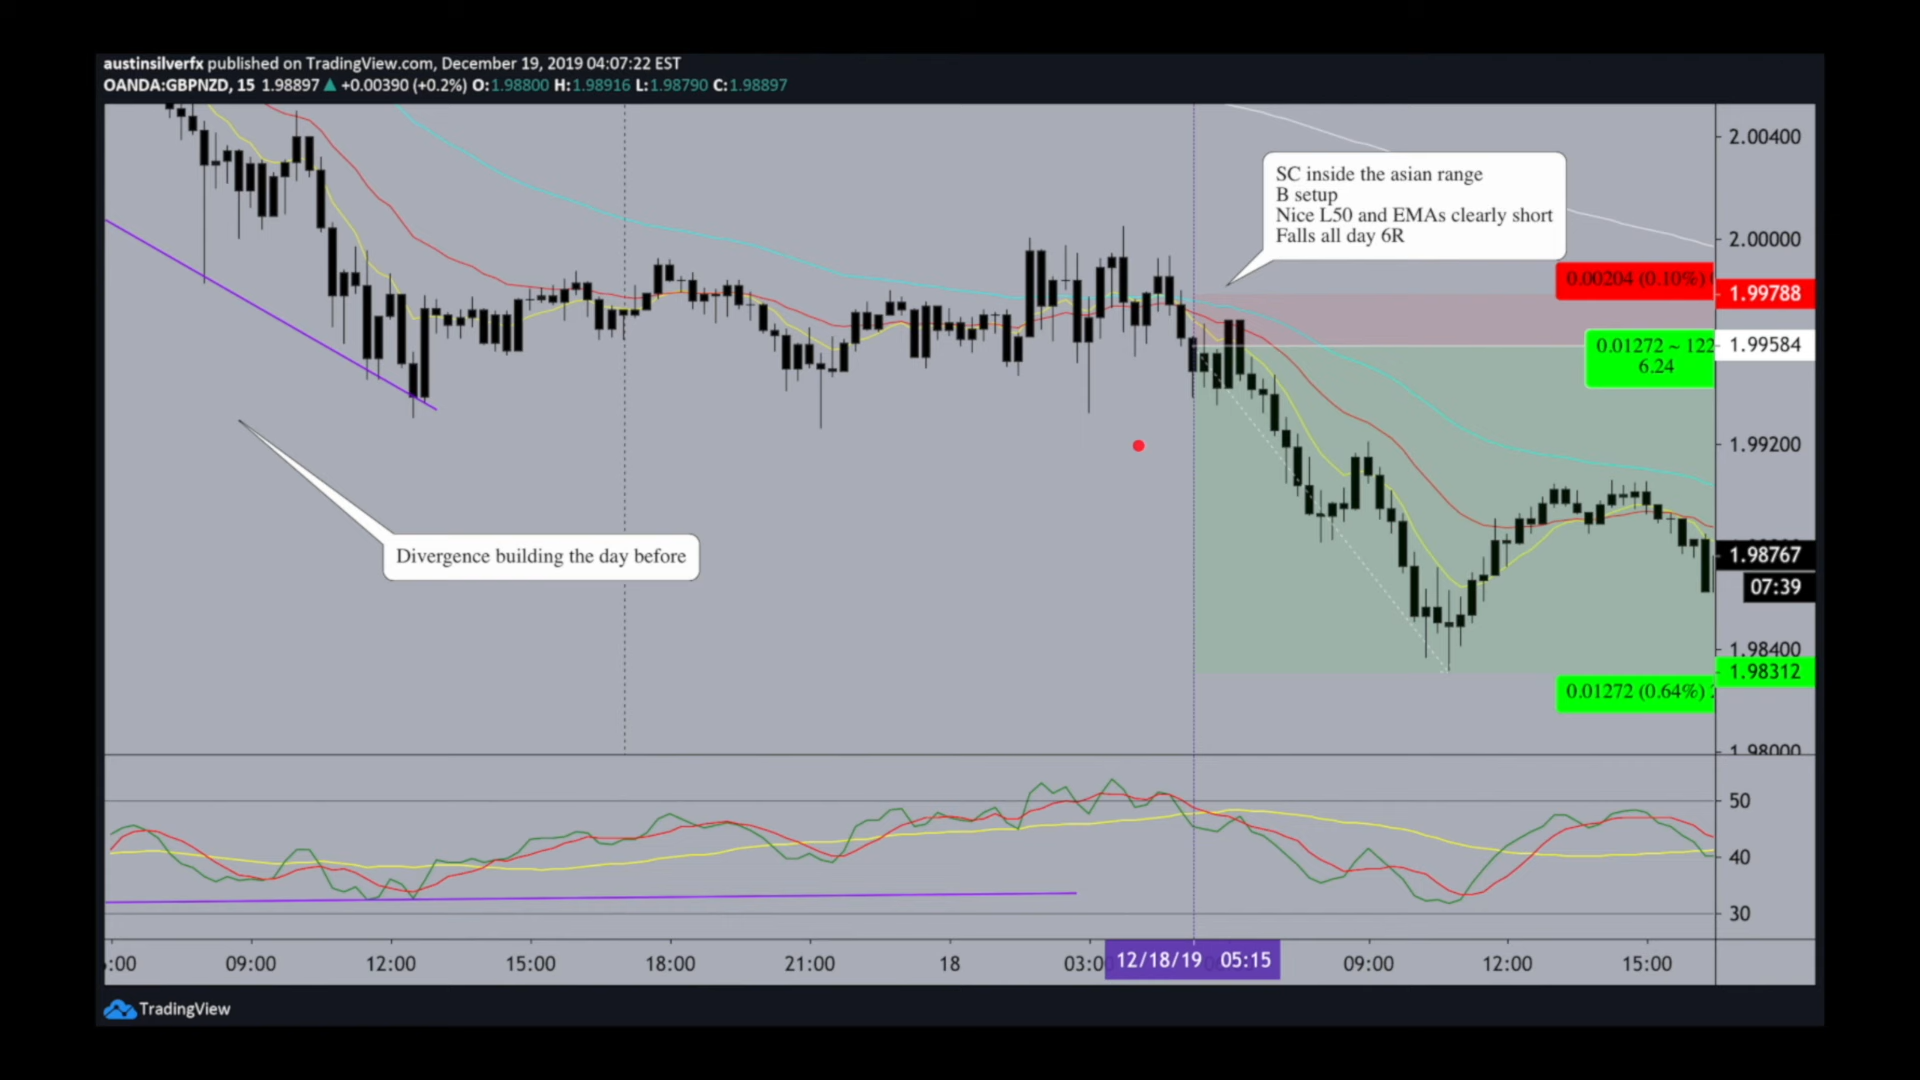 austinsilverfx published on TradingView.com, December 19, 2019 04:07:22 EST
OANDA:GBPNZD, 15 1.98897 ▲ +0.00390 (+0.2%) O:1.98800 H:1.98916 L:1.98790 C:1.98897
SC inside the asian range
B setup
Nice L50 and EMAs clearly short
Falls all day 6R
Divergence building the day before
0.00204 (0.10%)
0.01272 ~ 122
6.24
0.01272 (0.64%)
2.00400
2.00000
1.99788
1.99584
1.99200
1.98767
07:39
1.98400
1.98312
1.98000
50
40
30
:00 09:00 12:00 15:00 18:00 21:00 18 03:0 12/18/19 05:15 09:00 12:00 15:00
TradingView